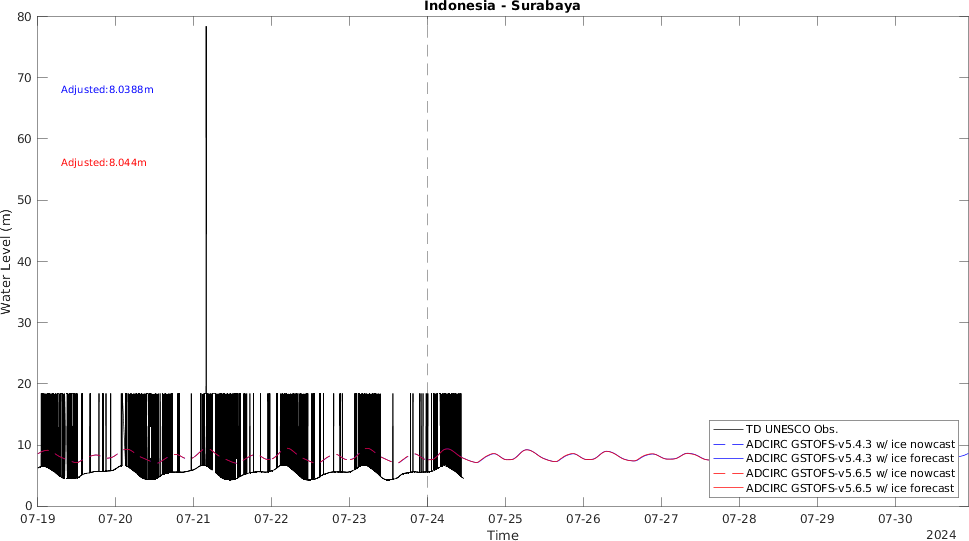 Indonesia - Surabaya
80
70
60
50
40
30
20
10
0
Water Level (m)
Adjusted:8.0388m
Adjusted:8.044m
TD UNESCO Obs.
ADCIRC GSTOFS-v5.4.3 w/ ice nowcast
ADCIRC GSTOFS-v5.4.3 w/ ice forecast
ADCIRC GSTOFS-v5.6.5 w/ ice nowcast
ADCIRC GSTOFS-v5.6.5 w/ ice forecast
07-19 07-20 07-21 07-22 07-23 07-24 07-25 07-26 07-27 07-28 07-29 07-30
Time
2024